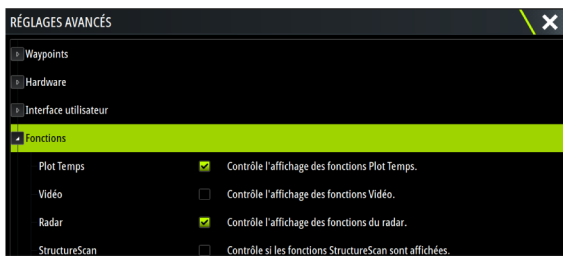 RÉGLAGES AVANCÉS
Waypoints
Hardware
Interface utilisateur
Fonctions
Plot Temps Contrôle l'affichage des fonctions Plot Temps.
Vidéo Contrôle l'affichage des fonctions Vidéo.
Radar Contrôle l'affichage des fonctions du radar.
StructureScan Contrôle si les fonctions StructureScan sont affichées.